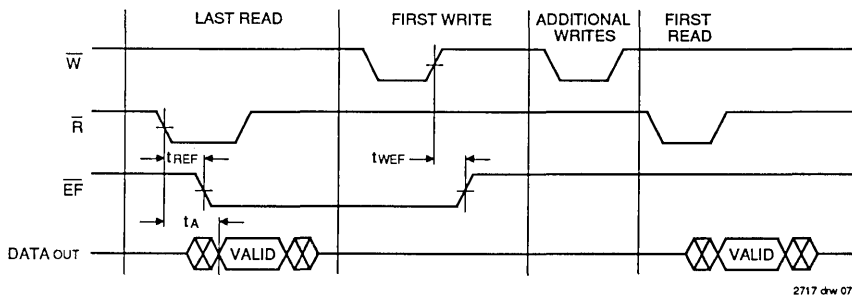 LAST READ
FIRST WRITE
ADDITIONAL
WRITES
FIRST
READ
W
R
tREF
tWEF
EF
tA
DATA OUT
VALID
VALID
2717 drw 07